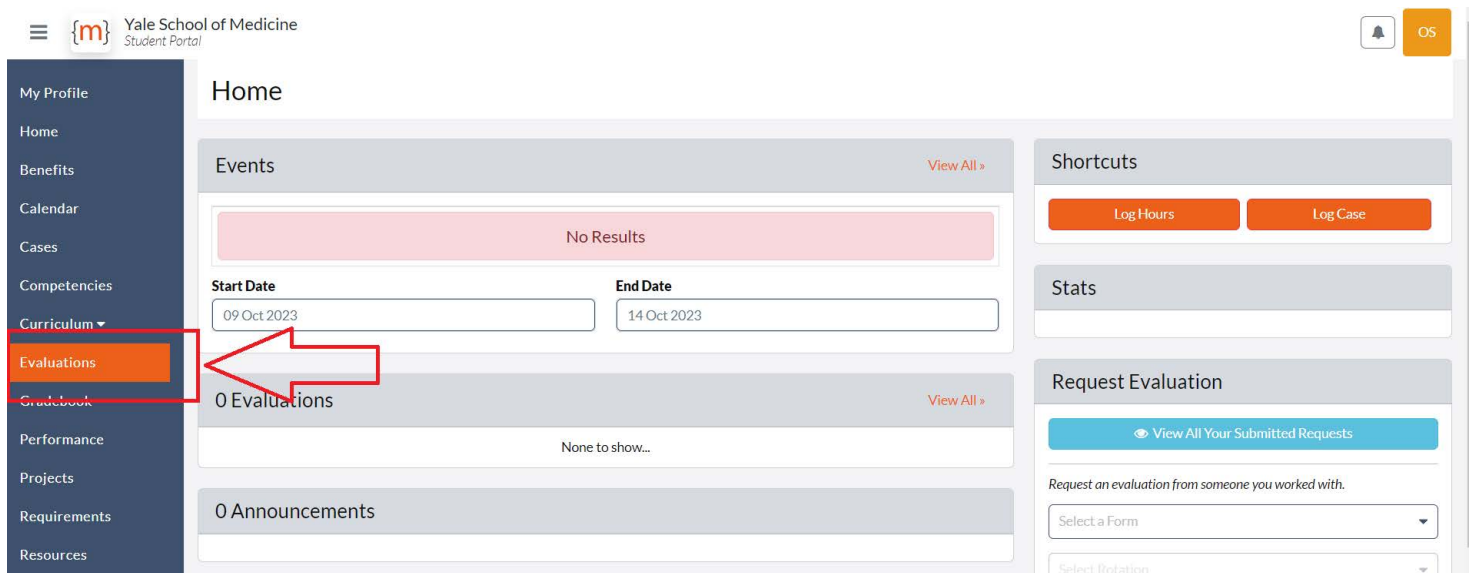 {m} Yale School of Medicine
Student Portal
OS
My Profile
Home
Benefits
Calendar
Cases
Competencies
Curriculum
Evaluations
Gradebook
Performance
Projects
Requirements
Resources
Home
Events View All »
No Results
Start Date End Date
09 Oct 2023 14 Oct 2023
0 Evaluations View All »
None to show...
0 Announcements
Shortcuts
Log Hours Log Case
Stats
Request Evaluation
View All Your Submitted Requests
Request an evaluation from someone you worked with.
Select a Form
Select Rotation